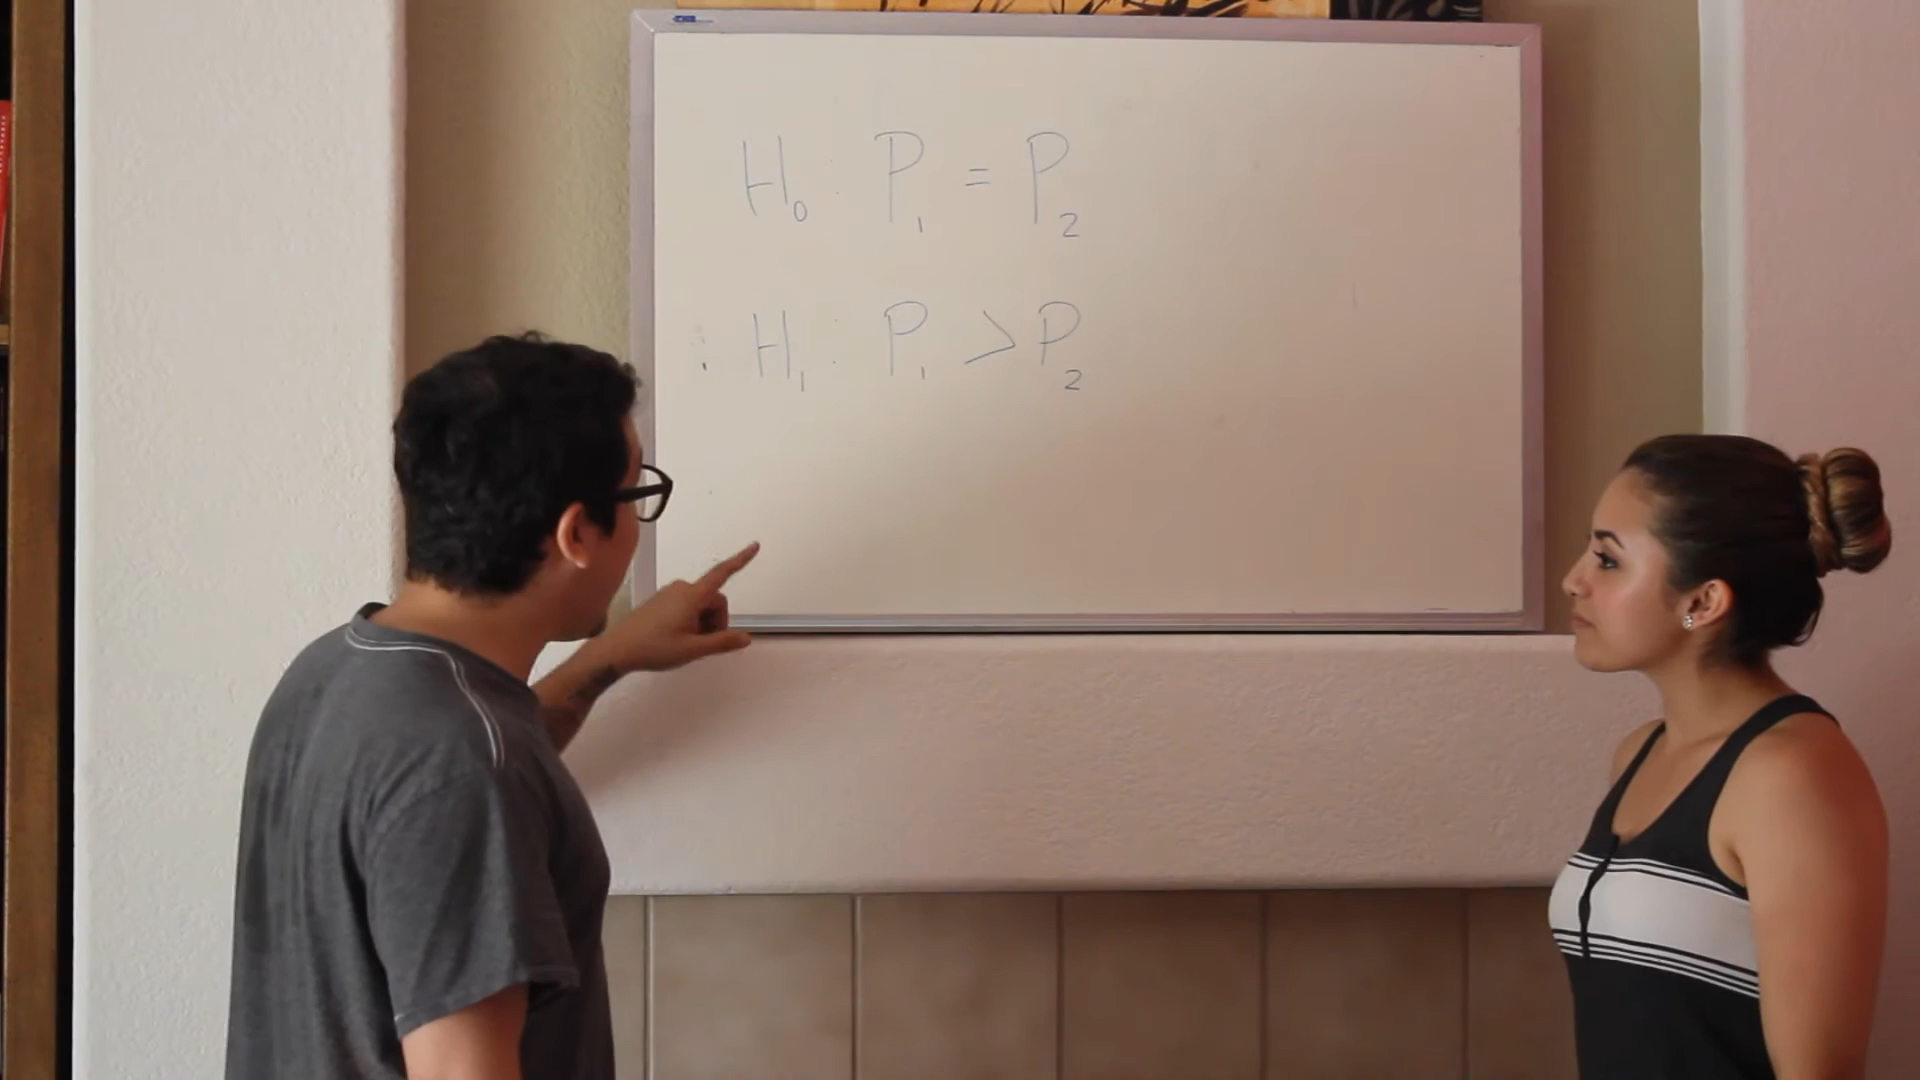 H₀: P₁ = P₂
H₁: P₁ > P₂